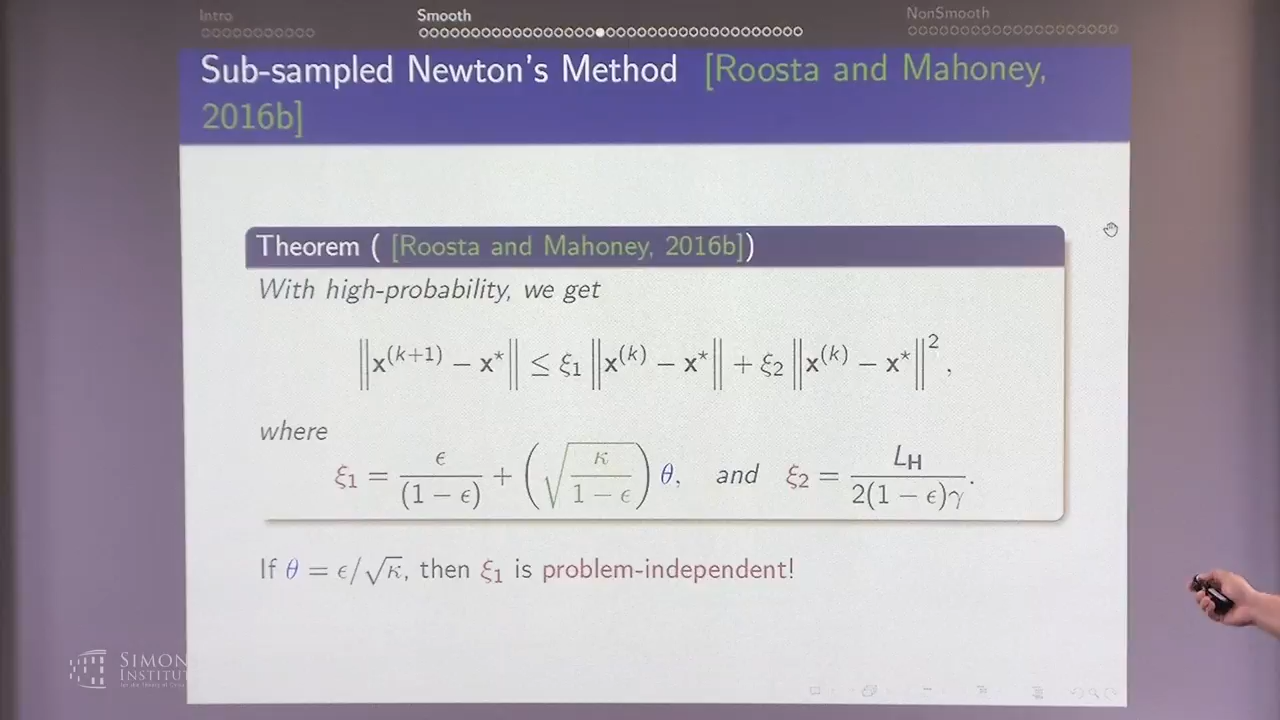 Intro Smooth NonSmooth
Sub-sampled Newton's Method [Roosta and Mahoney,
2016b]
Theorem ( [Roosta and Mahoney, 2016b])
With high-probability, we get
‖x^(k+1) − x*‖ ≤ ξ₁ ‖x^(k) − x*‖ + ξ₂ ‖x^(k) − x*‖²,
where
ξ₁ = ϵ/(1 − ϵ) + (√(κ/(1 − ϵ))) θ, and ξ₂ = L_H/(2(1 − ϵ)γ).
If θ = ϵ/√κ, then ξ₁ is problem-independent!
SIMON
INSTITUT